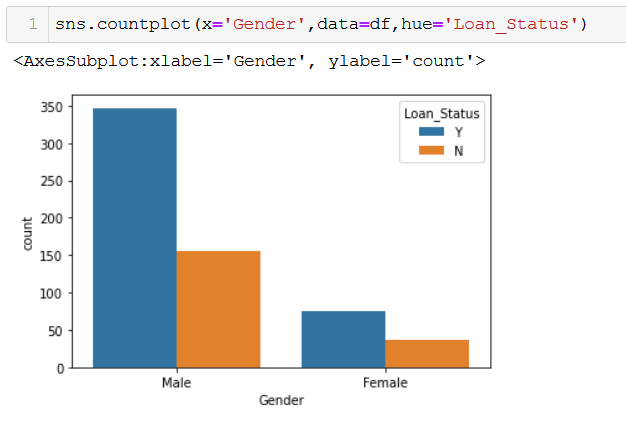 1 sns.countplot(x='Gender',data=df,hue='Loan_Status')
<AxesSubplot:xlabel='Gender', ylabel='count'>
Loan_Status
Y
N
350
300
250
200
150
100
50
0
count
Male Female
Gender